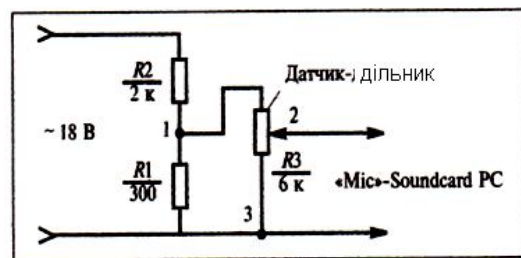 R2
2 к
Датчик-дільник
1
2
~ 18 В
R1
300
R3
6 к
«Mic»-Soundcard PC
3